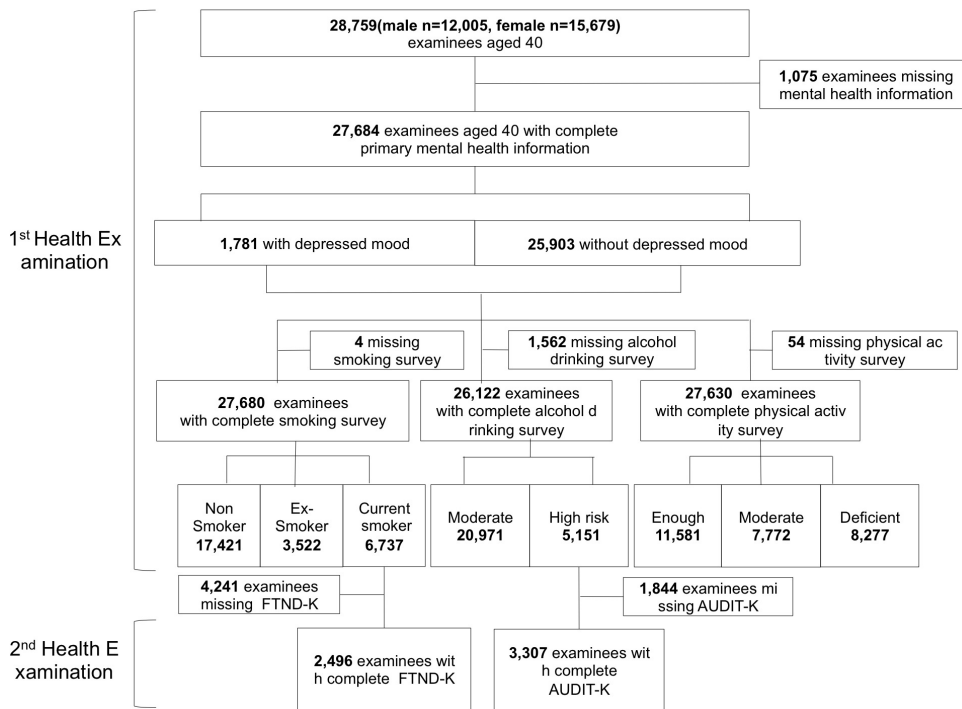 28,759(male n=12,005, female n=15,679)
examinees aged 40
1,075 examinees missing
mental health information
27,684 examinees aged 40 with complete
primary mental health information
1st Health Ex
amination
1,781 with depressed mood
25,903 without depressed mood
4 missing
smoking survey
1,562 missing alcohol
drinking survey
54 missing physical ac
tivity survey
27,680 examinees
with complete smoking survey
26,122 examinees
with complete alcohol d
rinking survey
27,630 examinees
with complete physical activ
ity survey
Non
Smoker
17,421
Ex-
Smoker
3,522
Current
smoker
6,737
Moderate
20,971
High risk
5,151
Enough
11,581
Moderate
7,772
Deficient
8,277
4,241 examinees
missing FTND-K
1,844 examinees mi
ssing AUDIT-K
2nd Health E
xamination
2,496 examinees wit
h complete FTND-K
3,307 examinees wit
h complete
AUDIT-K